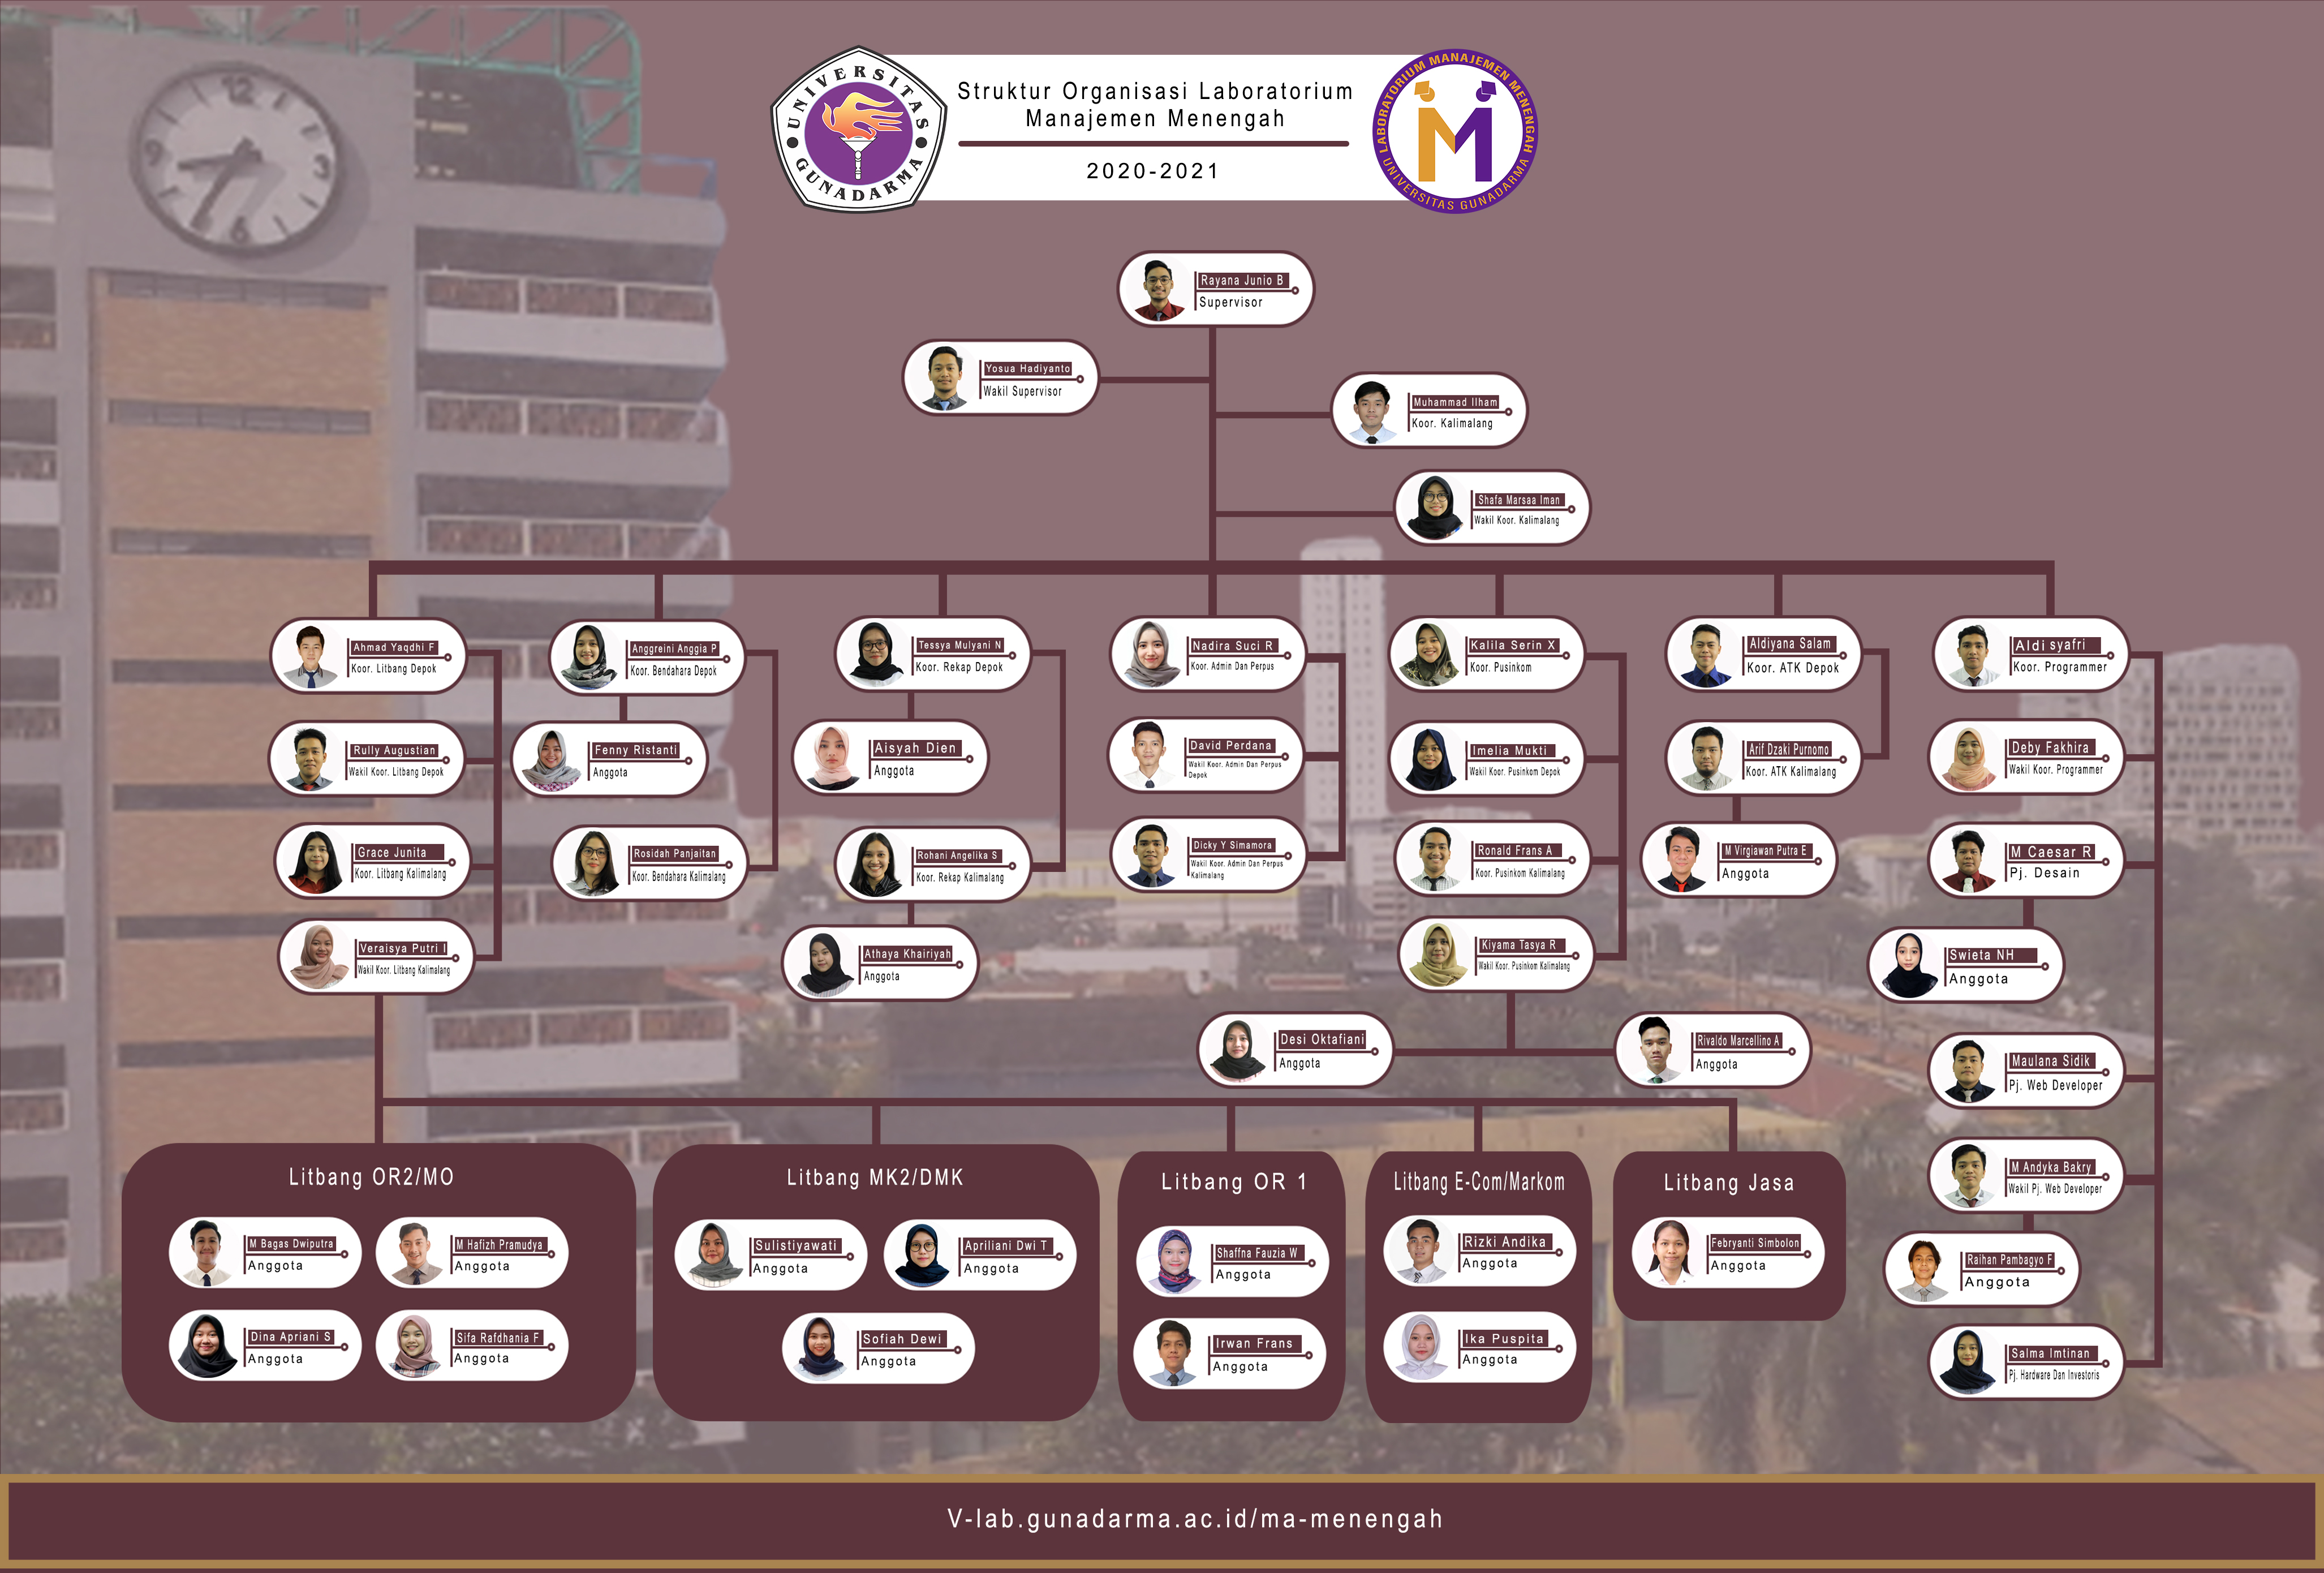 UNIVERSITAS GUNADARMA
Struktur Organisasi Laboratorium
Manajemen Menengah
2020-2021
LABORATORIUM MANAJEMEN MENENGAH
UNIVERSITAS GUNADARMA
12
9
6
Rayana Junio B
Supervisor
Yosua Hadiyanto
Wakil Supervisor
Muhammad Ilham
Koor. Kalimalang
Shafa Marsaa Iman
Wakil Koor. Kalimalang
Ahmad Yaqdhi F
Koor. Litbang Depok
Anggreini Anggia P
Koor. Bendahara Depok
Tessya Mulyani N
Koor. Rekap Depok
Nadira Suci R
Koor. Admin Dan Perpus
Kalila Serin X
Koor. Pusinkom
Aldiyana Salam
Koor. ATK Depok
Aldi syafri
Koor. Programmer
Rully Augustian
Wakil Koor. Litbang Depok
Fenny Ristanti
Anggota
Aisyah Dien
Anggota
David Perdana
Wakil Koor. Admin Dan Perpus
Depok
Imelia Mukti
Wakil Koor. Pusinkom Depok
Arif Dzaki Purnomo
Koor. ATK Kalimalang
Deby Fakhira
Wakil Koor. Programmer
Grace Junita
Koor. Litbang Kalimalang
Rosidah Panjaitan
Koor. Bendahara Kalimalang
Rohani Angelika S
Koor. Rekap Kalimalang
Dicky Y Simamora
Wakil Koor. Admin Dan Perpus
Kalimalang
Ronald Frans A
Koor. Pusinkom Kalimalang
M Virgiawan Putra E
Anggota
M Caesar R
Pj. Desain
Veraisya Putri I
Wakil Koor. Litbang Kalimalang
Athaya Khairiyah
Anggota
Kiyama Tasya R
Wakil Koor. Pusinkom Kalimalang
Swieta NH
Anggota
Desi Oktafiani
Anggota
Rivaldo Marcellino A
Anggota
Maulana Sidik
Pj. Web Developer
M Andyka Bakry
Wakil Pj. Web Developer
Raihan Pambagyo F
Anggota
Salma Imtinan
Pj. Hardware Dan Investoris
Litbang OR2/MO
M Bagas Dwiputra
Anggota
M Hafizh Pramudya
Anggota
Dina Apriani S
Anggota
Sifa Rafdhania F
Anggota
Litbang MK2/DMK
Sulistiyawati
Anggota
Apriliani Dwi T
Anggota
Sofiah Dewi
Anggota
Litbang OR 1
Shaffna Fauzia W
Anggota
Irwan Frans
Anggota
Litbang E-Com/Markom
Rizki Andika
Anggota
Ika Puspita
Anggota
Litbang Jasa
Febryanti Simbolon
Anggota
V-lab.gunadarma.ac.id/ma-menengah